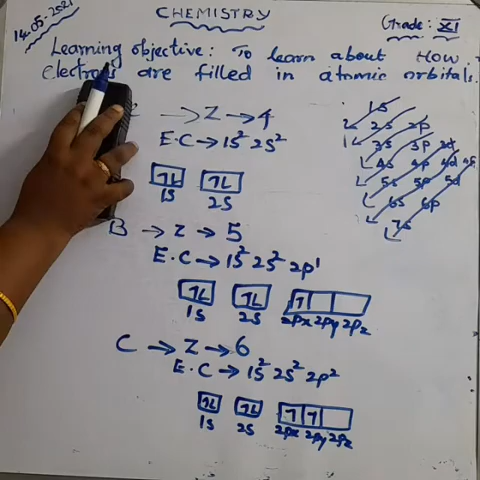 14.05.2021
CHEMISTRY
Grade: XI
Learning objective: To learn about How
Electrons are filled in atomic orbitals.
→ Z → 4
E.C → 1s² 2s²
1s 2s
B → Z → 5
E.C → 1s² 2s² 2p¹
1s 2s 2px 2py 2pz
C → Z → 6
E.C → 1s² 2s² 2p²
1s 2s 2px 2py 2pz
1s
2s 2p
3s 3p 3d
4s 4p 4d 4f
5s 5p 5d
6s 6p
7s